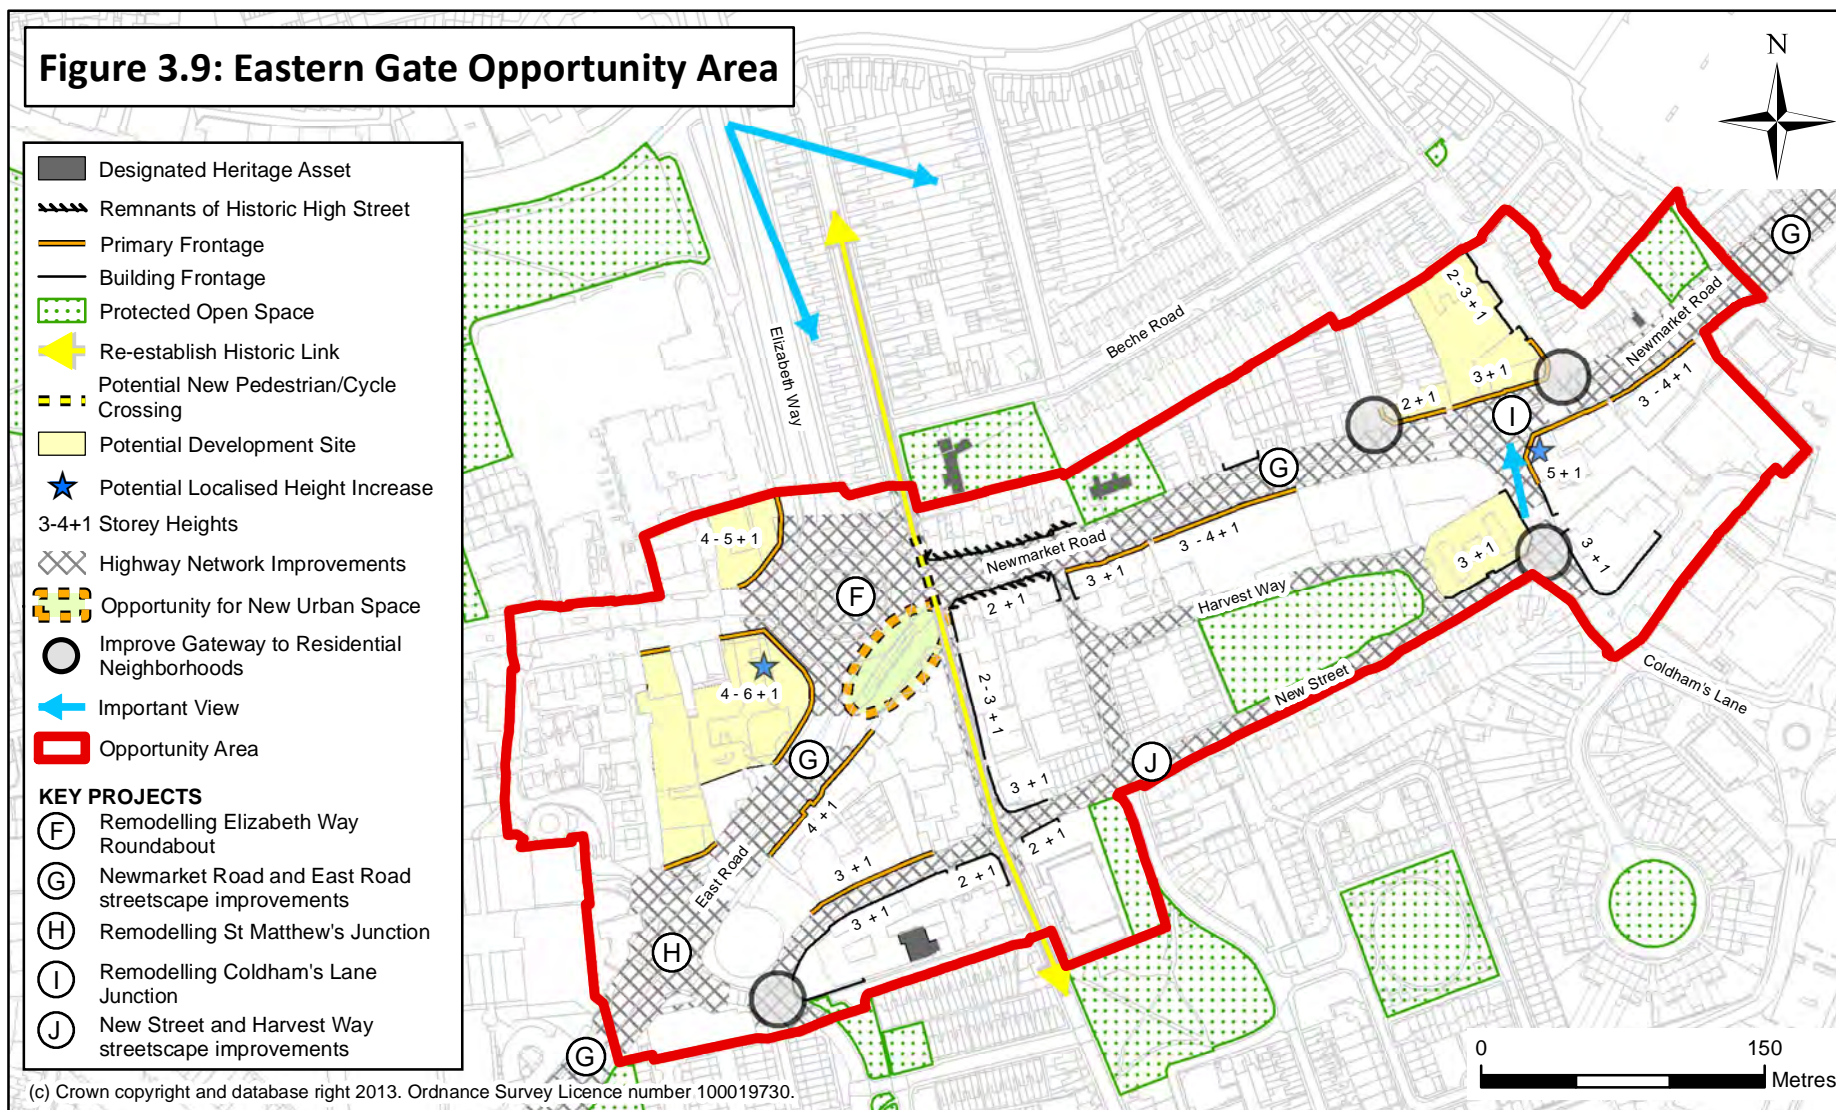 Figure 3.9: Eastern Gate Opportunity Area
N
Designated Heritage Asset
Remnants of Historic High Street
Primary Frontage
Building Frontage
Protected Open Space
Re-establish Historic Link
Potential New Pedestrian/Cycle
Crossing
Potential Development Site
Potential Localised Height Increase
3-4+1 Storey Heights
Highway Network Improvements
Opportunity for New Urban Space
Improve Gateway to Residential
Neighborhoods
Important View
Opportunity Area
KEY PROJECTS
F Remodelling Elizabeth Way
Roundabout
G Newmarket Road and East Road
streetscape improvements
H Remodelling St Matthew's Junction
I Remodelling Coldham's Lane
Junction
J New Street and Harvest Way
streetscape improvements
G
2 - 3 + 1
Newmarket Road
Beche Road
Elizabeth Way
3 + 1
2 + 1
3 - 4 + 1
I
G
5 + 1
4 - 5 + 1
Newmarket Road
3 - 4 + 1
3 + 1
3 + 1
3 + 1
F
2 + 1
Harvest Way
4 - 6 + 1
2 - 3 + 1
New Street
Coldham's Lane
G
J
3 + 1
4 + 1
2 + 1
East Road
3 + 1
2 + 1
3 + 1
H
G
0 150
Metres
(c) Crown copyright and database right 2013. Ordnance Survey Licence number 100019730.